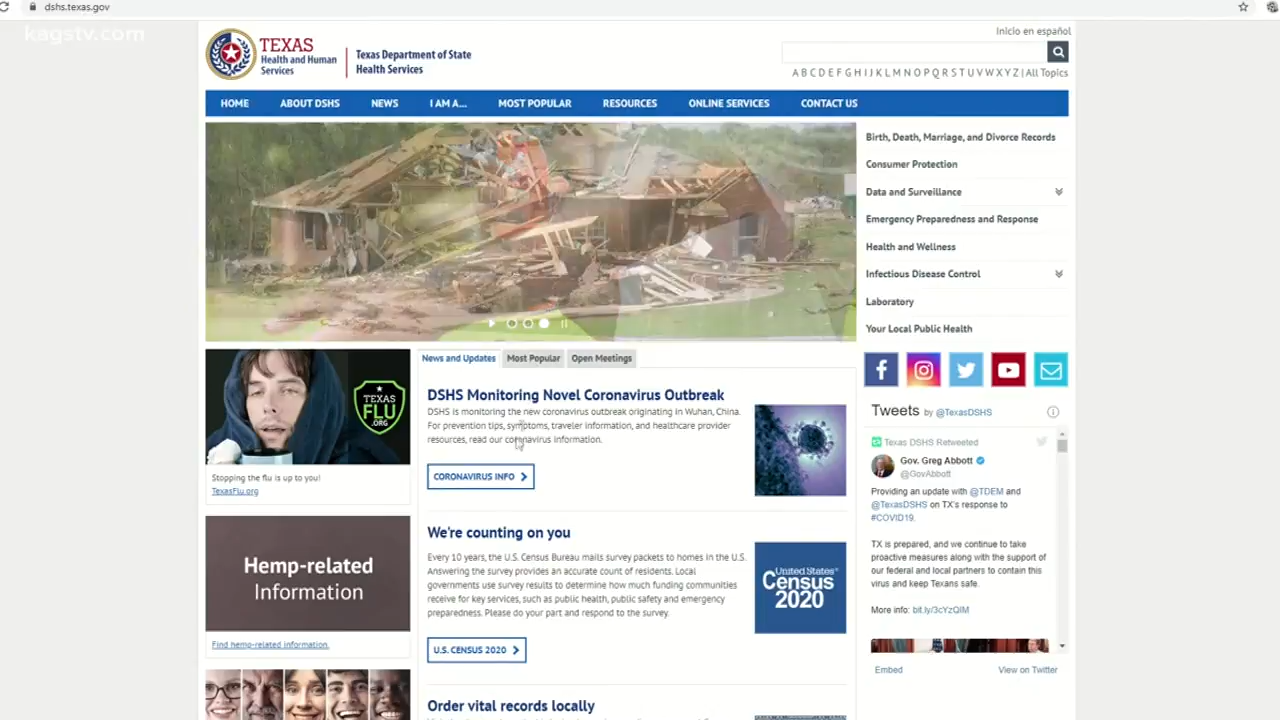 dshs.texas.gov
kagstv.com
Inicio en español
TEXAS
Health and Human
Services
Texas Department of State
Health Services
A B C D E F G H I J K L M N O P Q R S T U V W X Y Z | All Topics
HOME ABOUT DSHS NEWS I AM A... MOST POPULAR RESOURCES ONLINE SERVICES CONTACT US
Birth, Death, Marriage, and Divorce Records
Consumer Protection
Data and Surveillance
Emergency Preparedness and Response
Health and Wellness
Infectious Disease Control
Laboratory
Your Local Public Health
TEXAS
FLU
.ORG
Stopping the flu is up to you!
TexasFlu.org
Hemp-related
Information
Find hemp-related information.
News and Updates Most Popular Open Meetings
DSHS Monitoring Novel Coronavirus Outbreak
DSHS is monitoring the new coronavirus outbreak originating in Wuhan, China.
For prevention tips, symptoms, traveler information, and healthcare provider
resources, read our coronavirus information.
CORONAVIRUS INFO
We're counting on you
Every 10 years, the U.S. Census Bureau mails survey packets to homes in the U.S.
Answering the survey provides an accurate count of residents. Local
governments use survey results to determine how much funding communities
receive for key services, such as public health, public safety and emergency
preparedness. Please do your part and respond to the survey.
United States®
Census
2020
U.S. CENSUS 2020
Order vital records locally
Tweets by @TexasDSHS
Texas DSHS Retweeted
Gov. Greg Abbott
@GovAbbott
Providing an update with @TDEM and
@TexasDSHS on TX's response to
#COVID19.
TX is prepared, and we continue to take
proactive measures along with the support of
our federal and local partners to contain this
virus and keep Texans safe.
More info: bit.ly/3cYzQlM
Embed View on Twitter